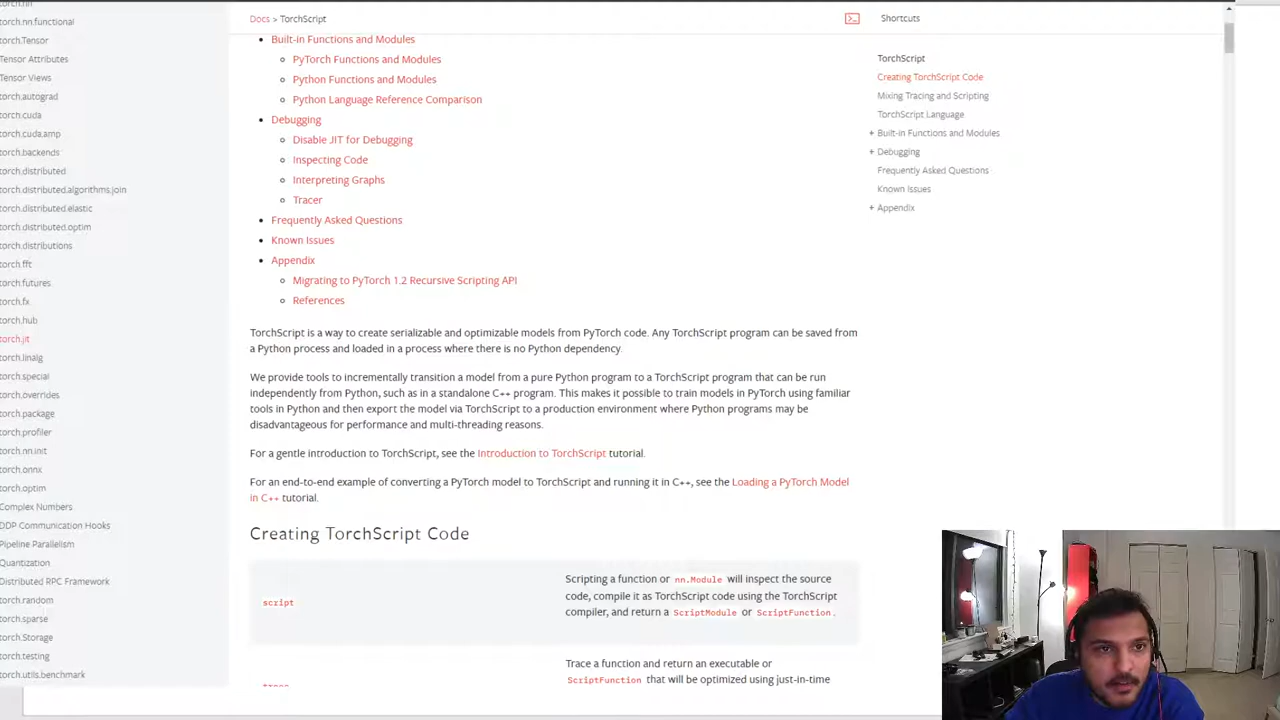 torch.nn
torch.nn.functional
torch.Tensor
Tensor Attributes
Tensor Views
torch.autograd
torch.cuda
torch.cuda.amp
torch.backends
torch.distributed
torch.distributed.algorithms.join
torch.distributed.elastic
torch.distributed.optim
torch.distributions
torch.fft
torch.futures
torch.fx
torch.hub
torch.jit
torch.linalg
torch.special
torch.overrides
torch.package
torch.profiler
torch.nn.init
torch.onnx
torch.optim
Complex Numbers
DDP Communication Hooks
Pipeline Parallelism
Quantization
Distributed RPC Framework
torch.random
torch.sparse
torch.Storage
torch.testing
torch.utils.benchmark
Docs > TorchScript
Built-in Functions and Modules
PyTorch Functions and Modules
Python Functions and Modules
Python Language Reference Comparison
Debugging
Disable JIT for Debugging
Inspecting Code
Interpreting Graphs
Tracer
Frequently Asked Questions
Known Issues
Appendix
Migrating to PyTorch 1.2 Recursive Scripting API
References
TorchScript is a way to create serializable and optimizable models from PyTorch code. Any TorchScript program can be saved from
a Python process and loaded in a process where there is no Python dependency.
We provide tools to incrementally transition a model from a pure Python program to a TorchScript program that can be run
independently from Python, such as in a standalone C++ program. This makes it possible to train models in PyTorch using familiar
tools in Python and then export the model via TorchScript to a production environment where Python programs may be
disadvantageous for performance and multi-threading reasons.
For a gentle introduction to TorchScript, see the Introduction to TorchScript tutorial.
For an end-to-end example of converting a PyTorch model to TorchScript and running it in C++, see the Loading a PyTorch Model
in C++ tutorial.
Creating TorchScript Code
script
Scripting a function or nn.Module will inspect the source
code, compile it as TorchScript code using the TorchScript
compiler, and return a ScriptModule or ScriptFunction.
Trace a function and return an executable or
ScriptFunction that will be optimized using just-in-time
Shortcuts
TorchScript
Creating TorchScript Code
Mixing Tracing and Scripting
TorchScript Language
+ Built-in Functions and Modules
+ Debugging
Frequently Asked Questions
Known Issues
+ Appendix